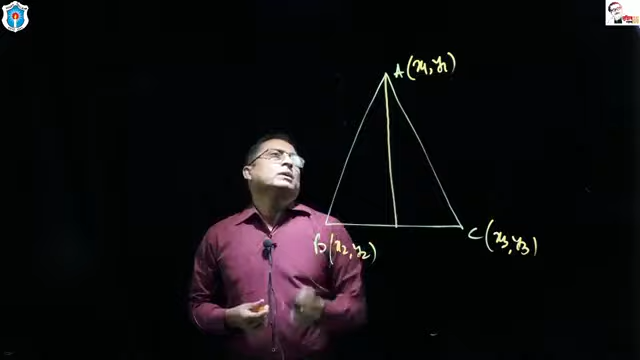 A(x1, y1)
B(x2, y2)
C(x3, y3)